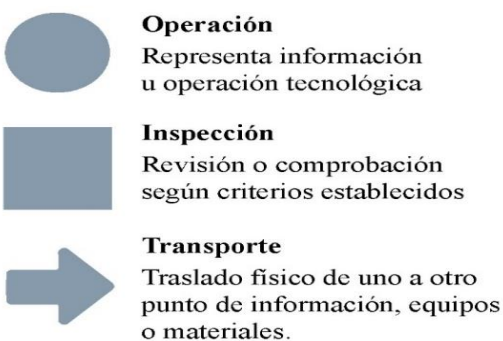 Operación
Representa información
u operación tecnológica
Inspección
Revisión o comprobación
según criterios establecidos
Transporte
Traslado físico de uno a otro
punto de información, equipos
o materiales.